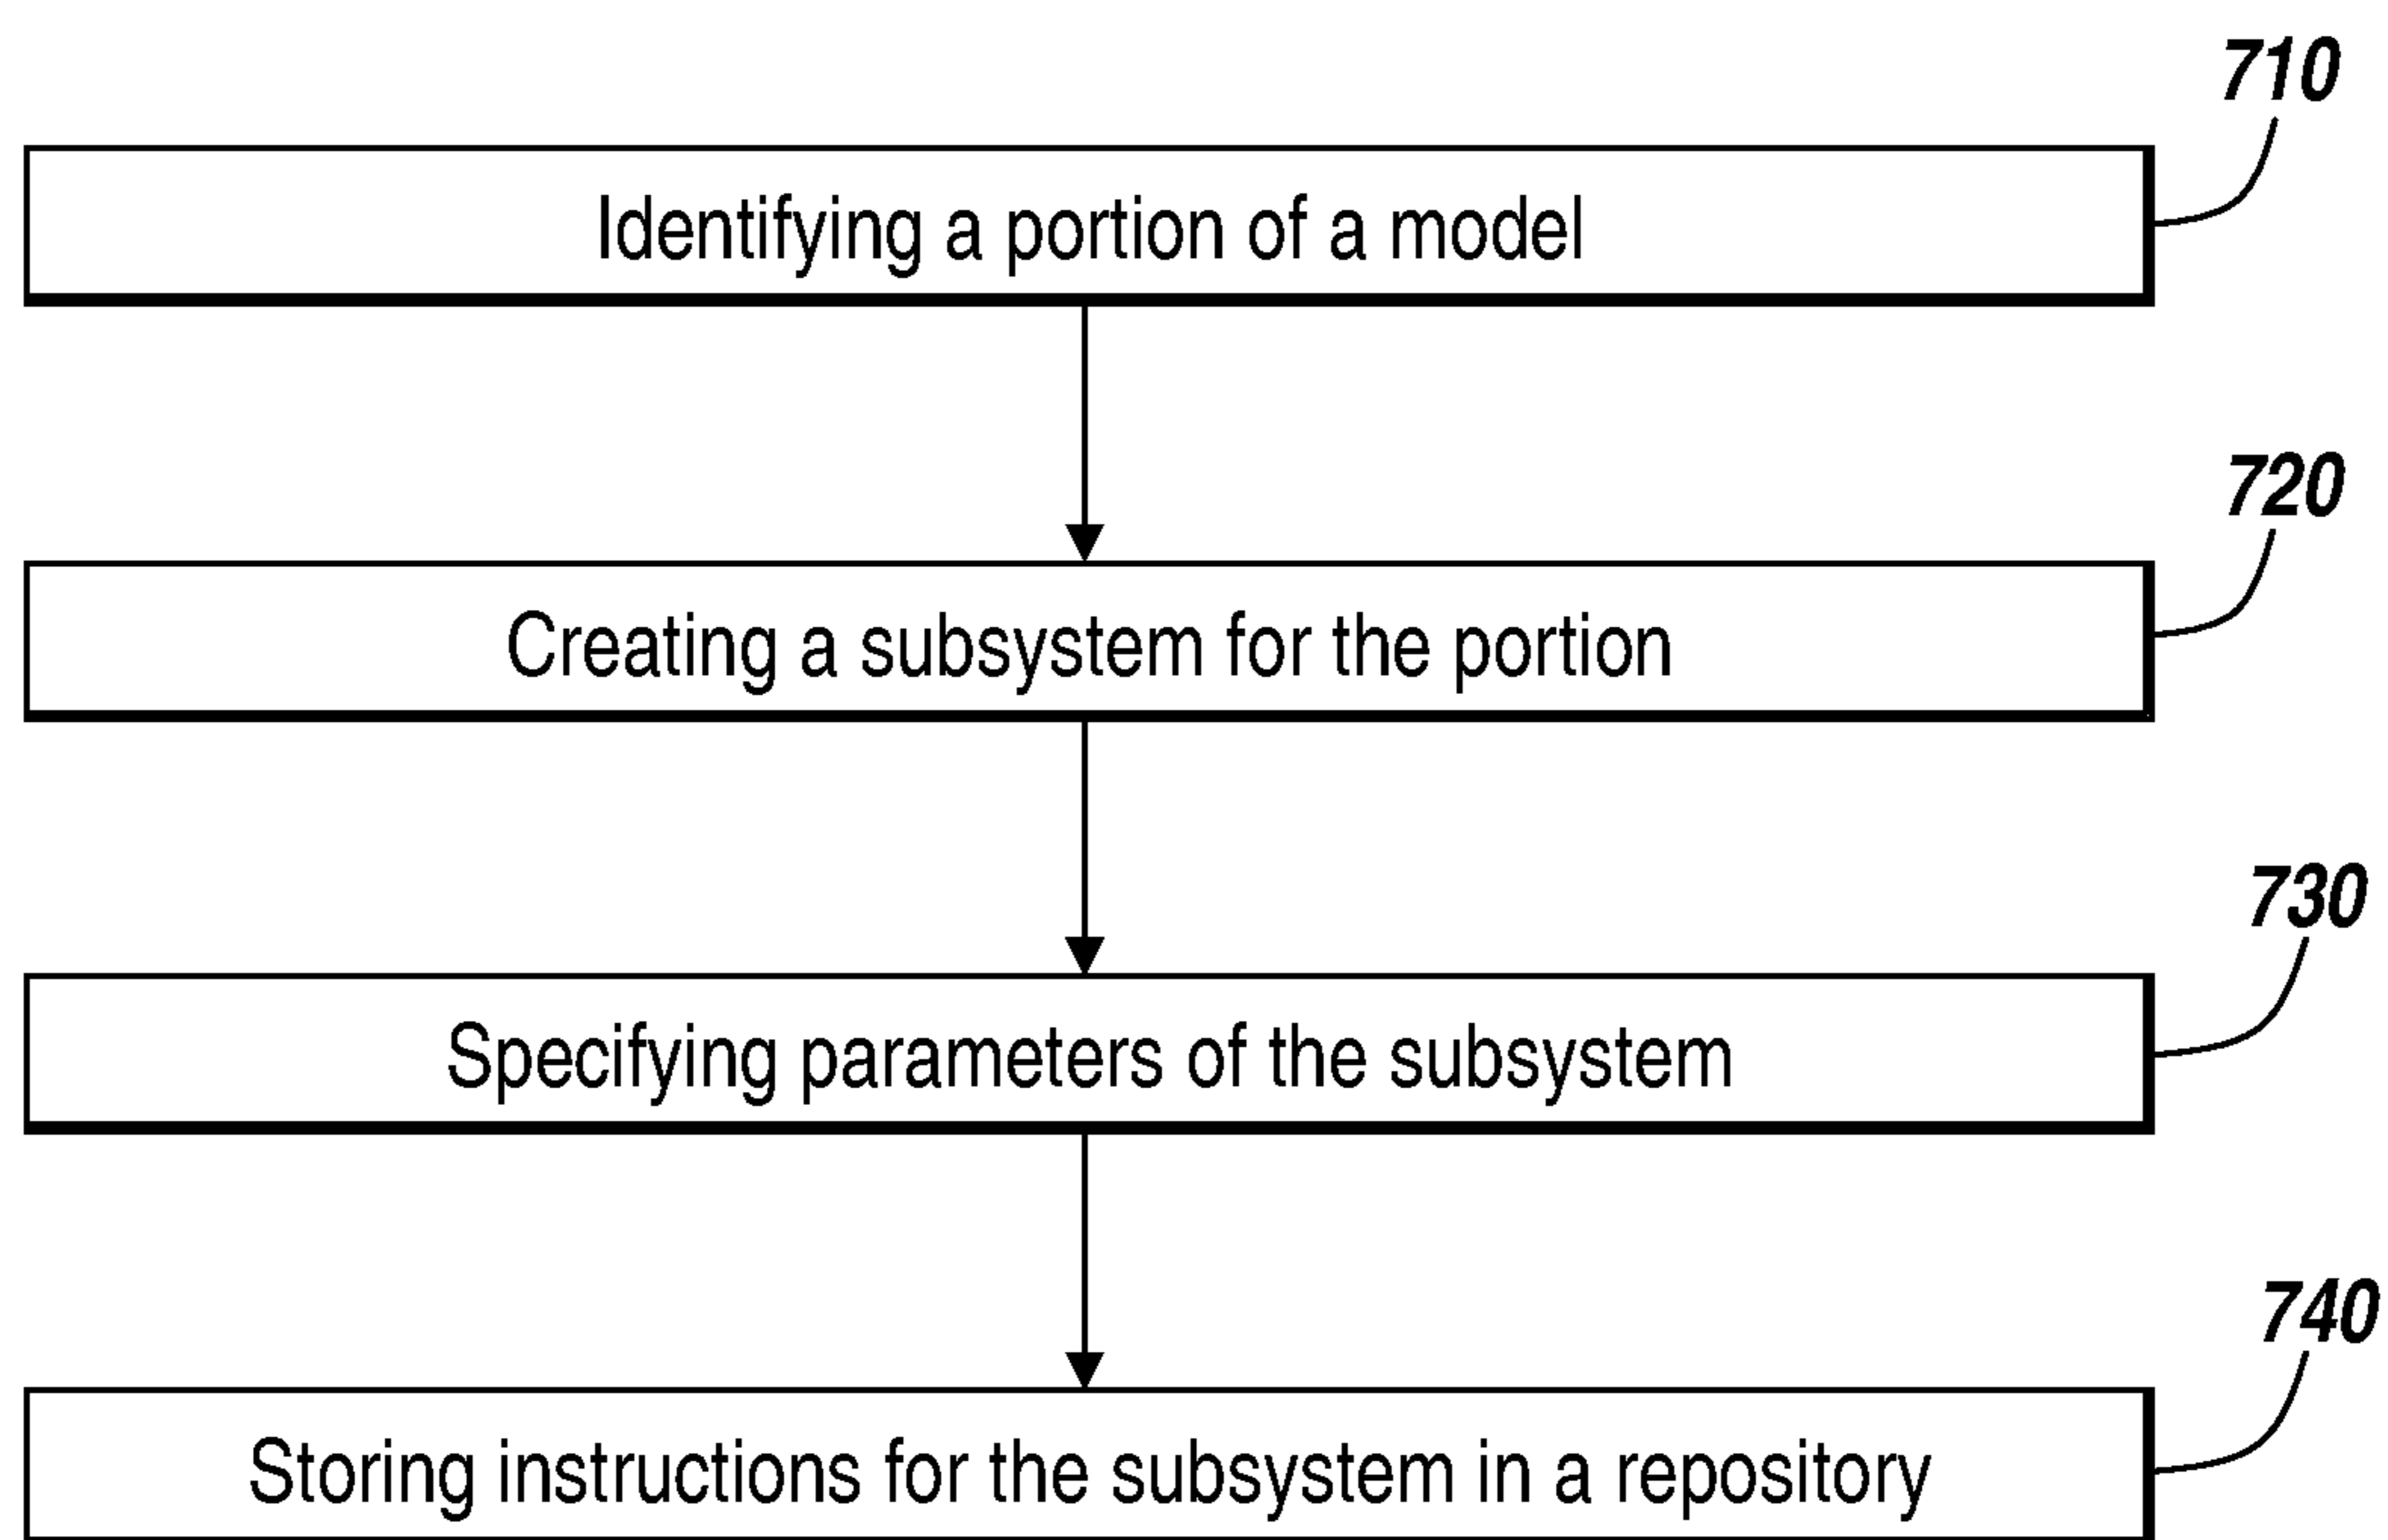 710
Identifying a portion of a model
720
Creating a subsystem for the portion
730
Specifying parameters of the subsystem
740
Storing instructions for the subsystem in a repository